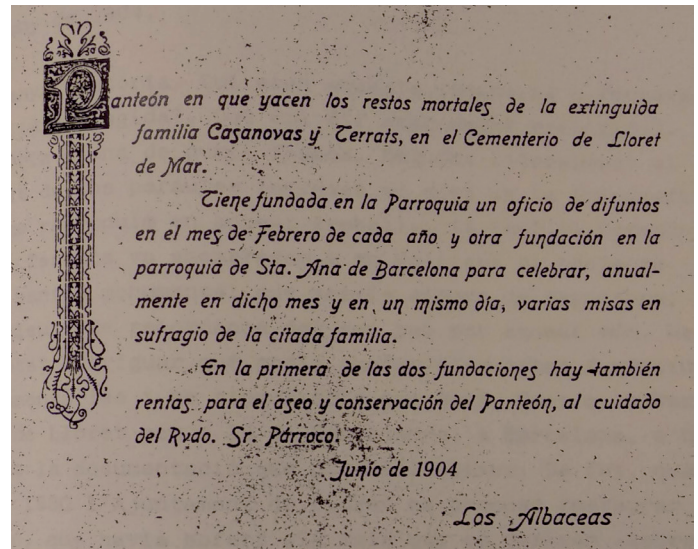 Panteón en que yacen los restos mortales de la extinguida
familia Casanovas y Terrats, en el Cementerio de Lloret
de Mar.
Tiene fundada en la Parroquia un oficio de difuntos
en el mes de Febrero de cada año y otra fundación en la
parroquia de Sta. Ana de Barcelona para celebrar, anual-
mente en dicho mes y en un mismo día, varias misas en
sufragio de la citada familia.
En la primera de las dos fundaciones hay también
rentas para el aseo y conservación del Panteón, al cuidado
del Rvdo. Sr. Párroco.
Junio de 1904
Los Albaceas